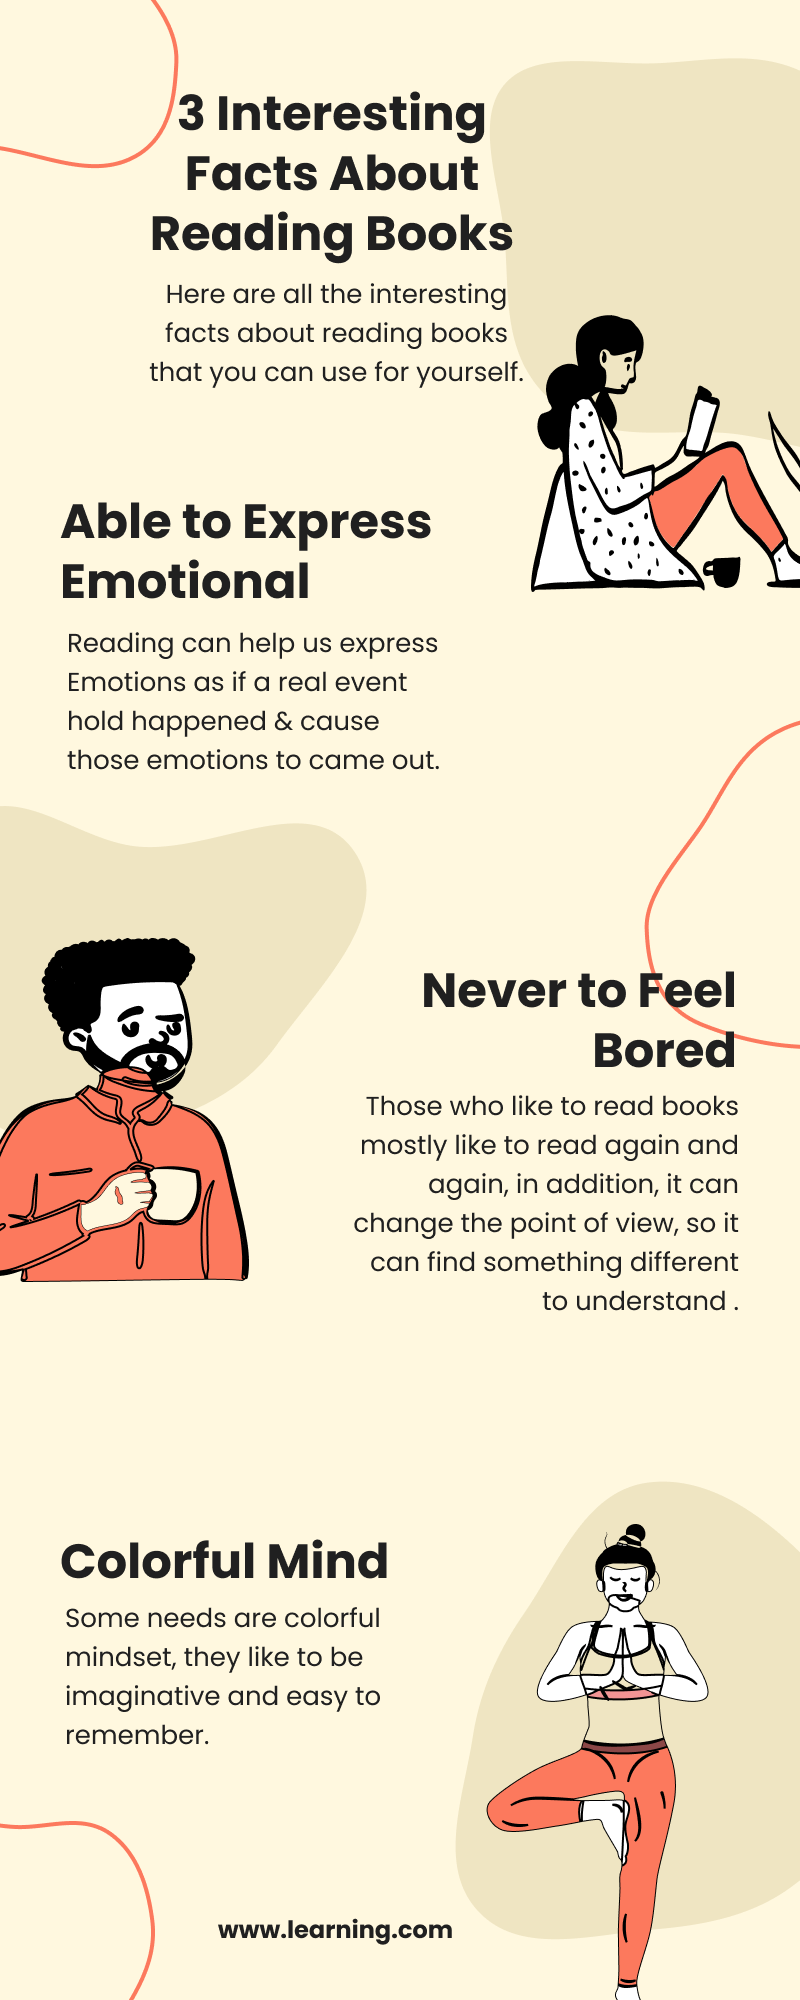 3 Interesting
Facts About
Reading Books
Here are all the interesting
facts about reading books
that you can use for yourself.
Able to Express
Emotional
Reading can help us express
Emotions as if a real event
hold happened & cause
those emotions to came out.
Never to Feel
Bored
Those who like to read books
mostly like to read again and
again, in addition, it can
change the point of view, so it
can find something different
to understand .
Colorful Mind
Some needs are colorful
mindset, they like to be
imaginative and easy to
remember.
www.learning.com